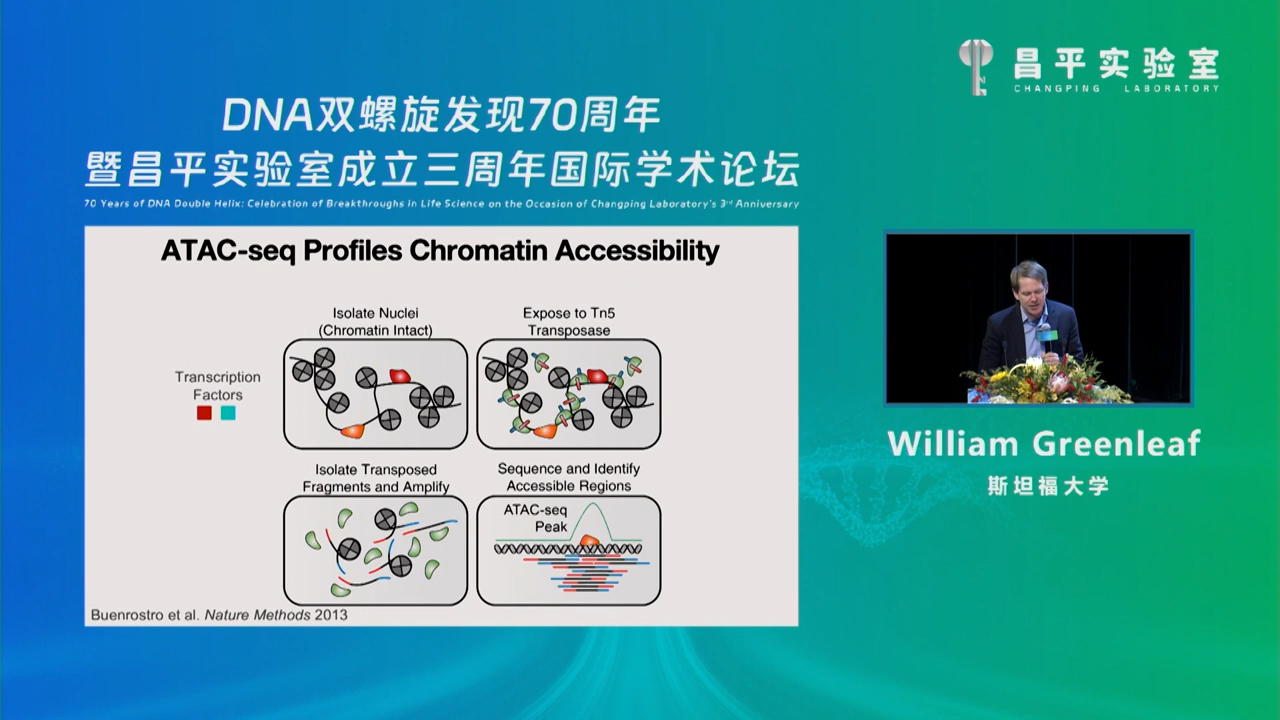 昌平实验室
CHANGPING LABORATORY
DNA双螺旋发现70周年
暨昌平实验室成立三周年国际学术论坛
70 Years of DNA Double Helix: Celebration of Breakthroughs in Life Science on the Occasion of Changping Laboratory's 3rd Anniversary
ATAC-seq Profiles Chromatin Accessibility
Isolate Nuclei
(Chromatin Intact)
Expose to Tn5
Transposase
Transcription
Factors
Isolate Transposed
Fragments and Amplify
Sequence and Identify
Accessible Regions
ATAC-seq
Peak
Buenrostro et al. Nature Methods 2013
William Greenleaf
斯坦福大学